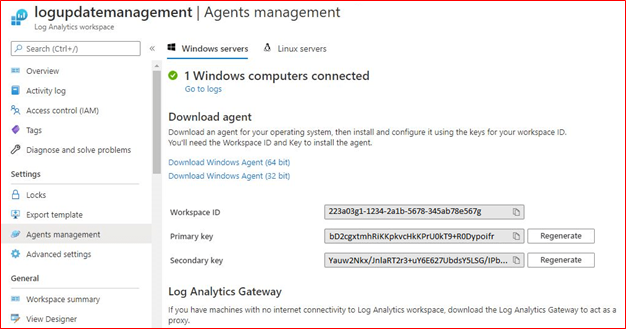 logupdatemanagement | Agents management
Log Analytics workspace
Search (Ctrl+/)
«
Overview
Activity log
Access control (IAM)
Tags
Diagnose and solve problems
Settings
Locks
Export template
Agents management
Advanced settings
General
Workspace summary
View Designer
Windows servers
Linux servers
1 Windows computers connected
Go to logs
Download agent
Download an agent for your operating system, then install and configure it using the keys for your workspace ID.
You'll need the Workspace ID and Key to install the agent.
Download Windows Agent (64 bit)
Download Windows Agent (32 bit)
Workspace ID 223a03g1-1234-2a1b-5678-345ab78e567g
Primary key bD2cgxtmhRiKKpkvcHkKPrU0kT9+R0Dypoifr Regenerate
Secondary key Yauw2Nkx/JnlaRT2r3+uY6E627UbdsY5LSG/IPb... Regenerate
Log Analytics Gateway
If you have machines with no internet connectivity to Log Analytics workspace, download the Log Analytics Gateway to act as a
proxy.